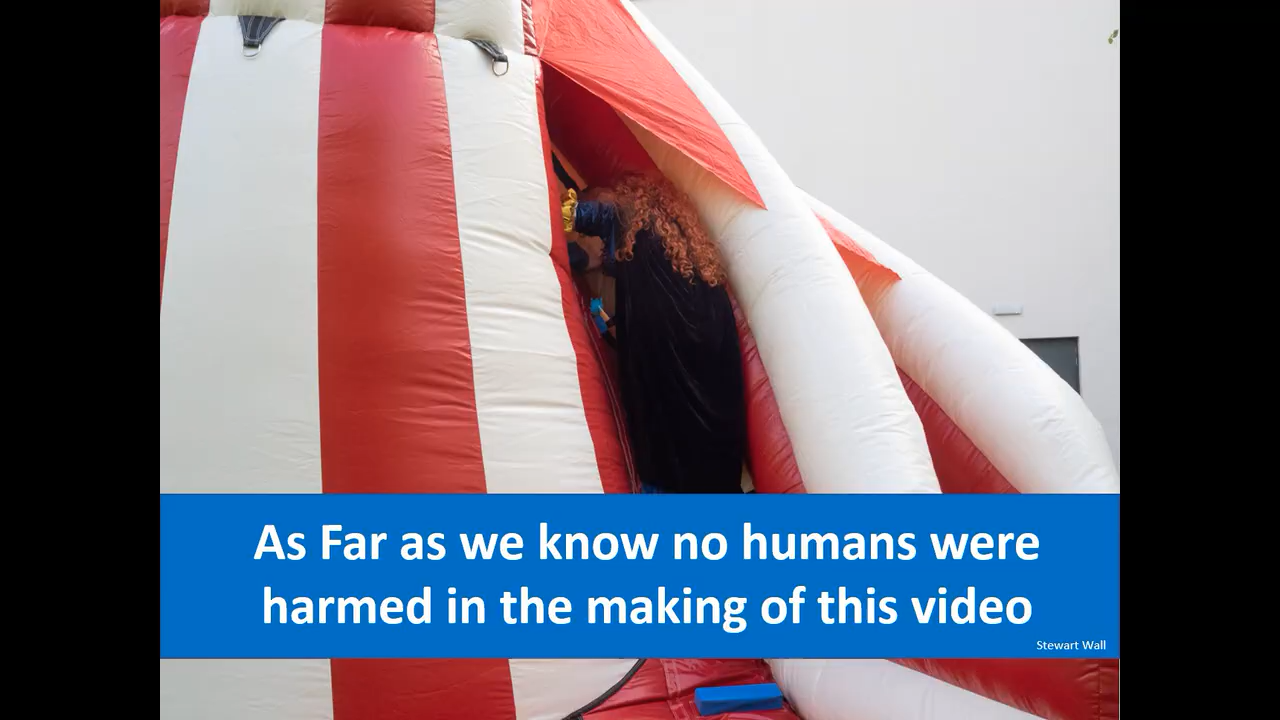 As Far as we know no humans were
harmed in the making of this video
Stewart Wall